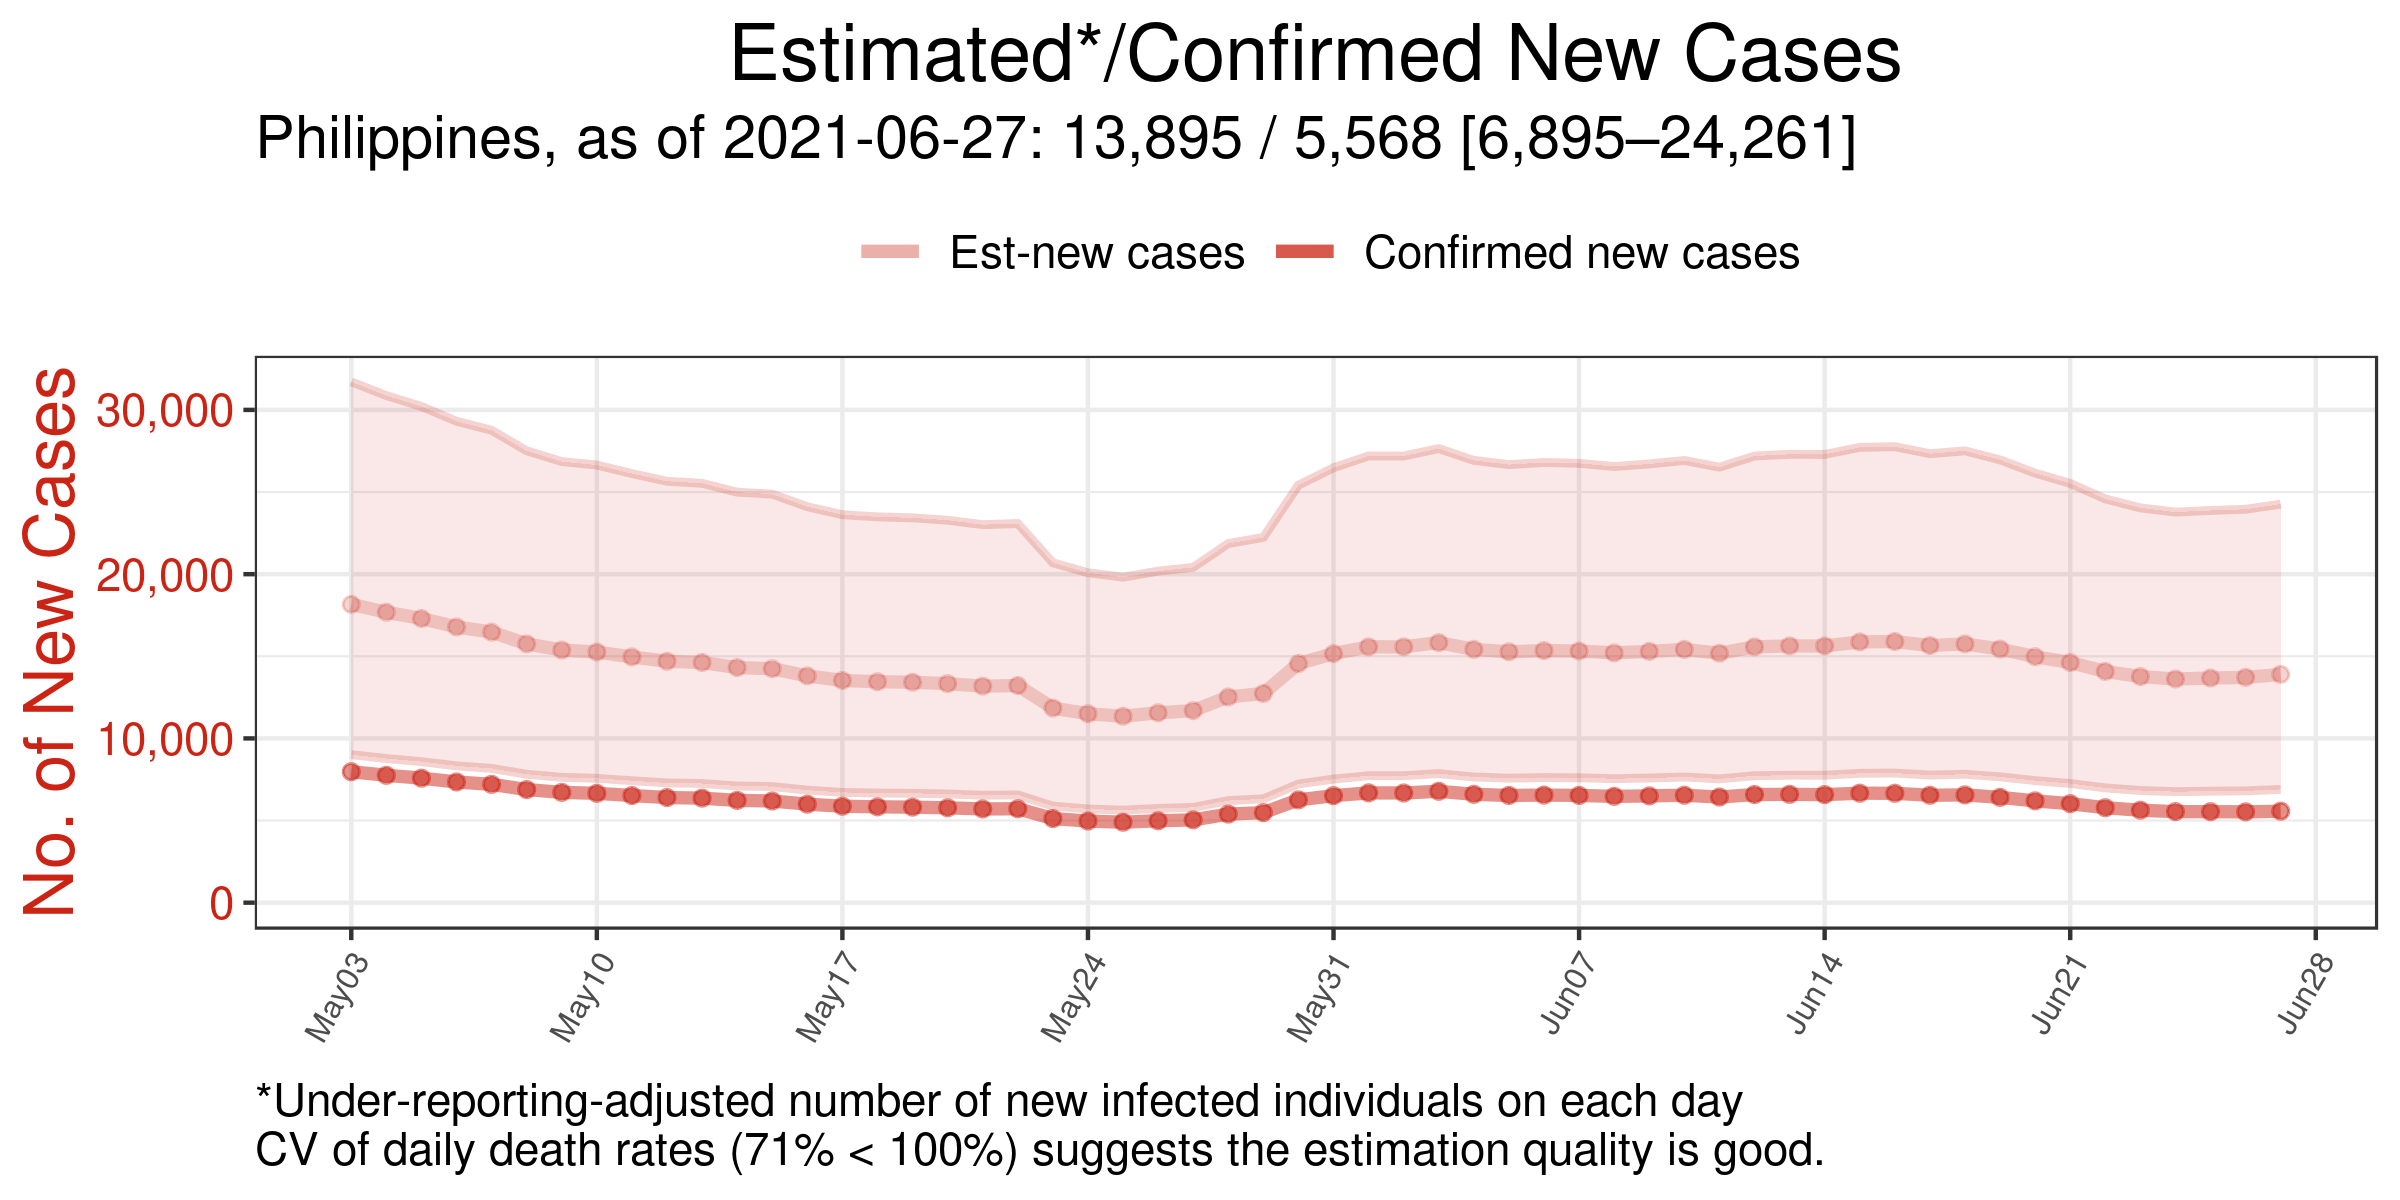 Estimated*/Confirmed New Cases
Philippines, as of 2021-06-27: 13,895 / 5,568 [6,895–24,261]
Est-new cases
Confirmed new cases
No. of New Cases
30,000
20,000
10,000
0
May03
May10
May17
May24
May31
Jun07
Jun14
Jun21
Jun28
*Under-reporting-adjusted number of new infected individuals on each day
CV of daily death rates (71% < 100%) suggests the estimation quality is good.